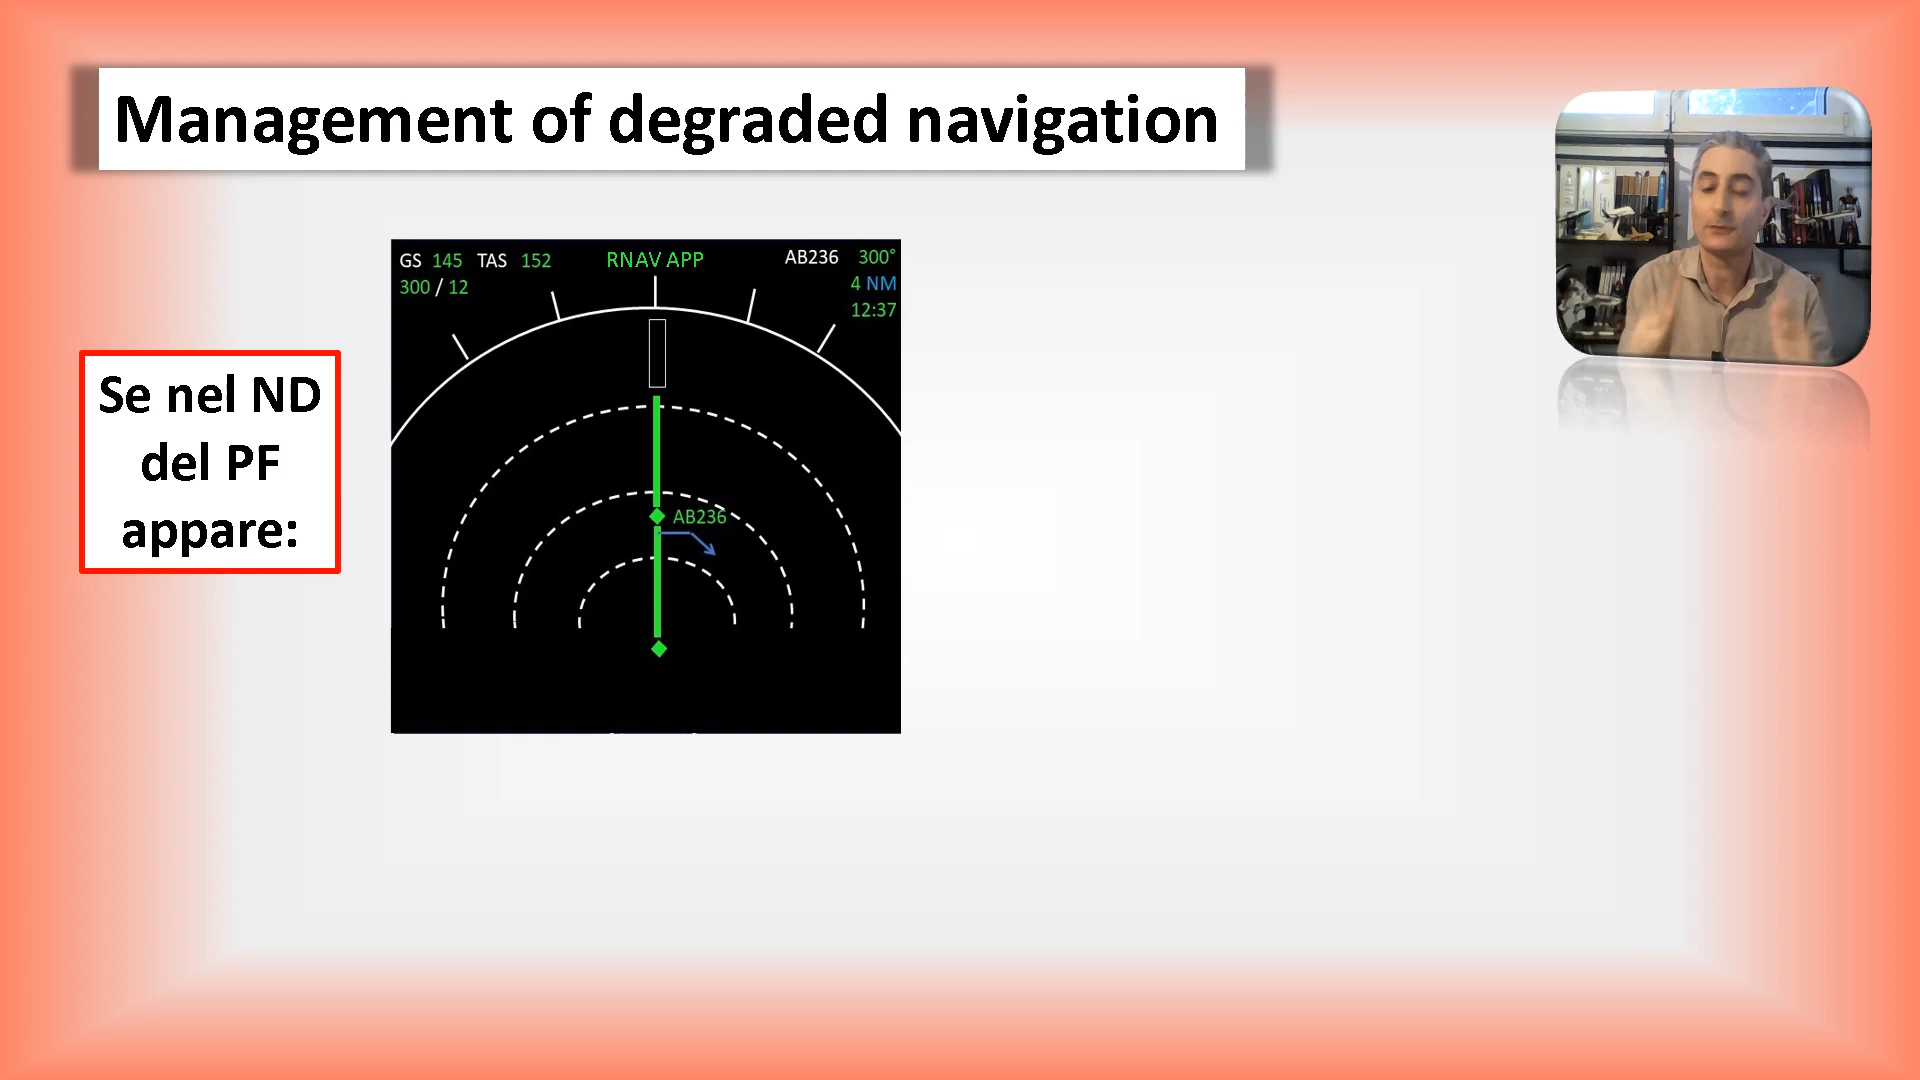 Management of degraded navigation
GS 145 TAS 152 RNAV APP AB236 300°
300 / 12 4 NM
12:37
Se nel ND
del PF
appare:
AB236